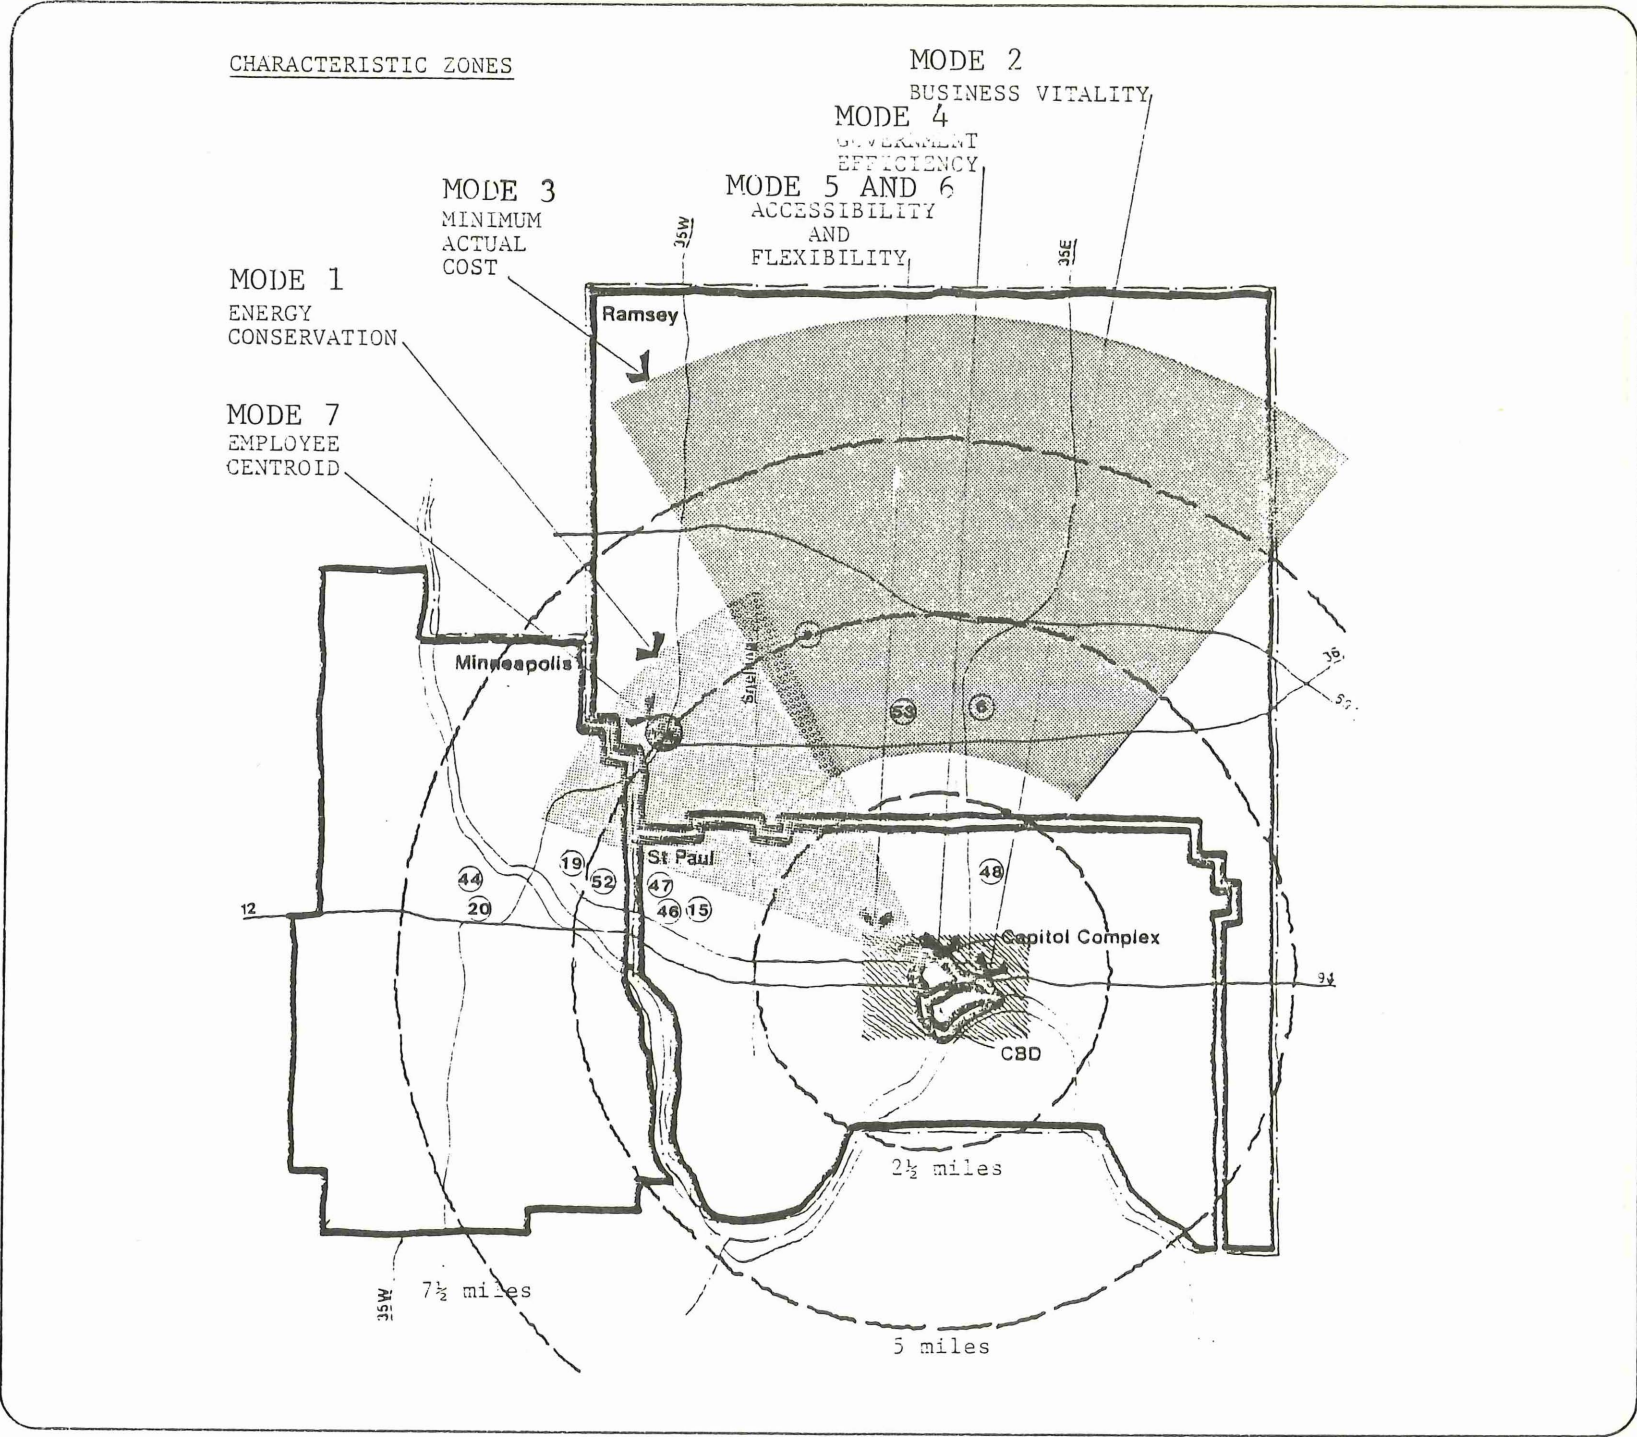 CHARACTERISTIC ZONES
MODE 2
BUSINESS VITALITY
MODE 4
GOVERNMENT
EFFICIENCY
MODE 3
MINIMUM
ACTUAL
COST
MODE 5 AND 6
ACCESSIBILITY
AND
FLEXIBILITY
35W
35E
MODE 1
ENERGY
CONSERVATION
Ramsey
MODE 7
EMPLOYEE
CENTROID
Minneapolis
Snelling
36
53
6
St Paul
19
52
44
20
47
46
15
48
12
Capitol Complex
94
CBD
2½ miles
35W
7½ miles
5 miles